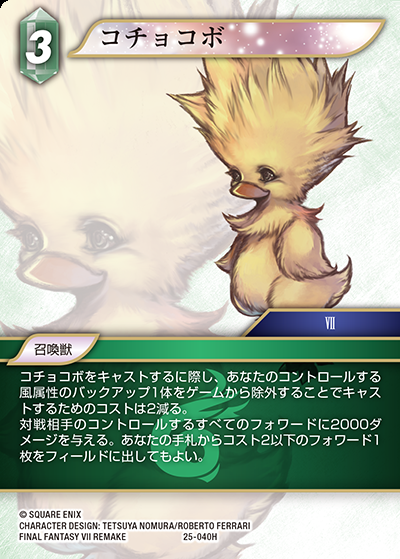 3
コチョコボ
VII
召喚獣
コチョコボをキャストするに際し、あなたのコントロールする
風属性のバックアップ1体をゲームから除外することでキャス
トするためのコストは2減る。
対戦相手のコントロールするすべてのフォワードに2000ダ
メージを与える。あなたの手札からコスト2以下のフォワード1
枚をフィールドに出してもよい。
© SQUARE ENIX
CHARACTER DESIGN: TETSUYA NOMURA/ROBERTO FERRARI
FINAL FANTASY VII REMAKE 25-040H